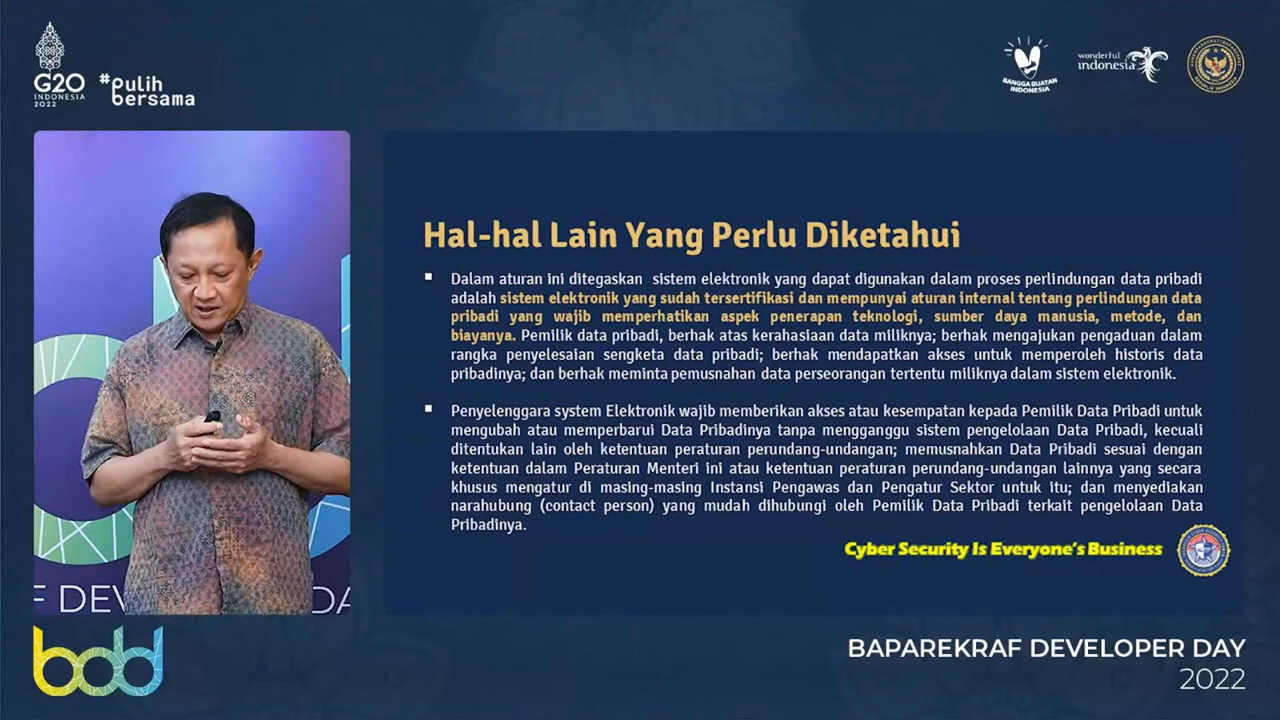 G20
INDONESIA
2022
#pulih
bersama
BANGGA BUATAN
INDONESIA
wonderful
indonesia
Hal-hal Lain Yang Perlu Diketahui
Dalam aturan ini ditegaskan sistem elektronik yang dapat digunakan dalam proses perlindungan data pribadi
adalah sistem elektronik yang sudah tersertifikasi dan mempunyai aturan internal tentang perlindungan data
pribadi yang wajib memperhatikan aspek penerapan teknologi, sumber daya manusia, metode, dan
biayanya. Pemilik data pribadi, berhak atas kerahasiaan data miliknya; berhak mengajukan pengaduan dalam
rangka penyelesaian sengketa data pribadi; berhak mendapatkan akses untuk memperoleh historis data
pribadinya; dan berhak meminta pemusnahan data perseorangan tertentu miliknya dalam sistem elektronik.
Penyelenggara system Elektronik wajib memberikan akses atau kesempatan kepada Pemilik Data Pribadi untuk
mengubah atau memperbarui Data Pribadinya tanpa mengganggu sistem pengelolaan Data Pribadi, kecuali
ditentukan lain oleh ketentuan peraturan perundang-undangan; memusnahkan Data Pribadi sesuai dengan
ketentuan dalam Peraturan Menteri ini atau ketentuan peraturan perundang-undangan lainnya yang secara
khusus mengatur di masing-masing Instansi Pengawas dan Pengatur Sektor untuk itu; dan menyediakan
narahubung (contact person) yang mudah dihubungi oleh Pemilik Data Pribadi terkait pengelolaan Data
Pribadinya.
Cyber Security Is Everyone's Business
F DEV DA
bdd
BAPAREKRAF DEVELOPER DAY
2022